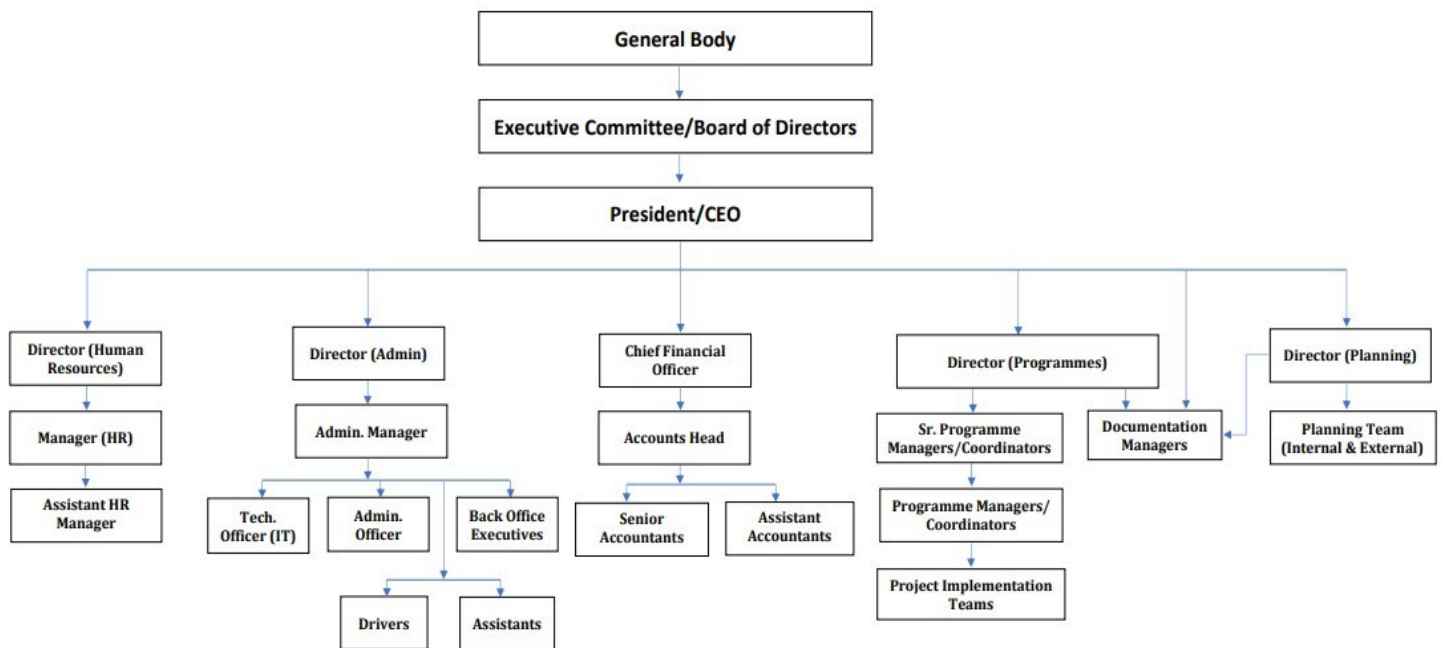 General Body
Executive Committee/Board of Directors
President/CEO
Director (Human
Resources)
Director (Admin)
Chief Financial
Officer
Director (Programmes)
Director (Planning)
Manager (HR)
Admin. Manager
Accounts Head
Sr. Programme
Managers/Coordinators
Documentation
Managers
Planning Team
(Internal & External)
Assistant HR
Manager
Tech.
Officer (IT)
Admin.
Officer
Back Office
Executives
Senior
Accountants
Assistant
Accountants
Programme Managers/
Coordinators
Project Implementation
Teams
Drivers
Assistants